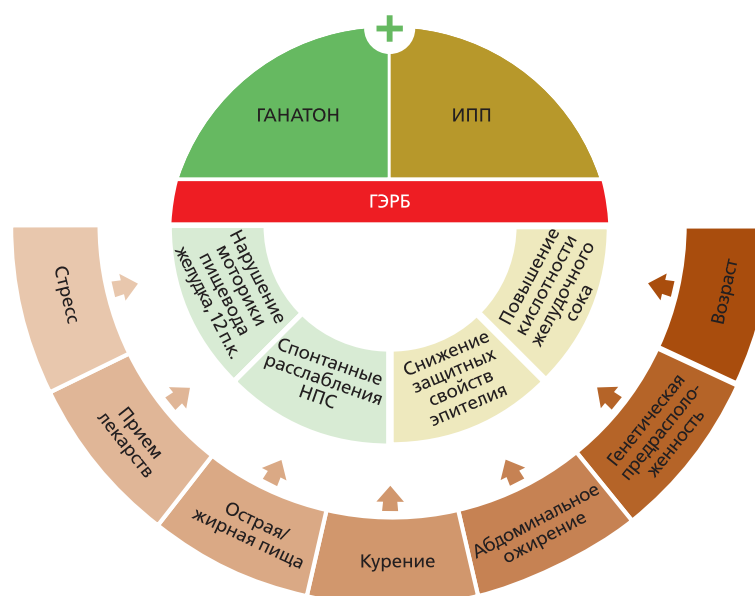 ГАНАТОН
ИПП
ГЭРБ
Нарушение
моторики
пищевода
желудка, 12 п.к.
Спонтанные
расслабления
НПС
Снижение
защитных
свойств
эпителия
Повышение
кислотности
желудочного
сока
Стресс
Прием
лекарств
Острая/
жирная пища
Курение
Абдоминальное
ожирение
Генетическая
предрасполо-
женность
Возраст